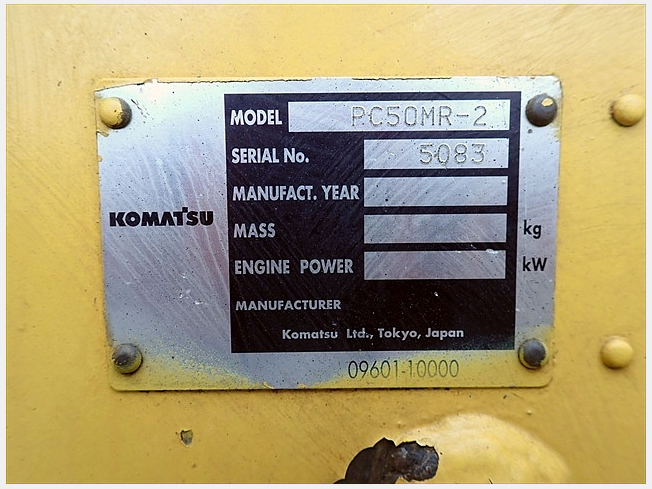 MODEL PC50MR-2
SERIAL No. 5083
MANUFACT. YEAR
KOMATSU
MASS kg
ENGINE POWER kW
MANUFACTURER
Komatsu Ltd., Tokyo, Japan
09601-10000